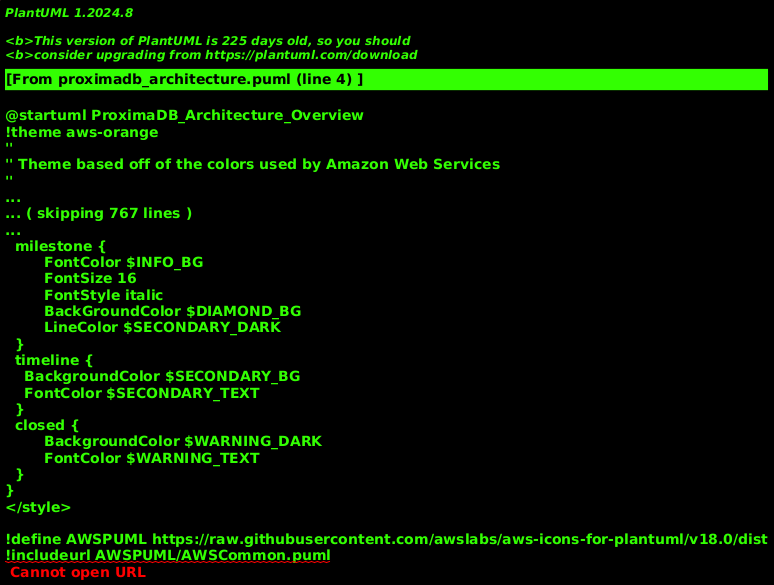 PlantUML 1.2024.8
<b>This version of PlantUML is 225 days old, so you should
<b>consider upgrading from https://plantuml.com/download
[From proximadb_architecture.puml (line 4) ]
@startuml ProximaDB_Architecture_Overview
!theme aws-orange
''
'' Theme based off of the colors used by Amazon Web Services
''
...
... ( skipping 767 lines )
...
milestone {
FontColor $INFO_BG
FontSize 16
FontStyle italic
BackGroundColor $DIAMOND_BG
LineColor $SECONDARY_DARK
}
timeline {
BackgroundColor $SECONDARY_BG
FontColor $SECONDARY_TEXT
}
closed {
BackgroundColor $WARNING_DARK
FontColor $WARNING_TEXT
}
}
</style>
!define AWSPUML https://raw.githubusercontent.com/awslabs/aws-icons-for-plantuml/v18.0/dist
!includeurl AWSPUML/AWSCommon.puml
Cannot open URL